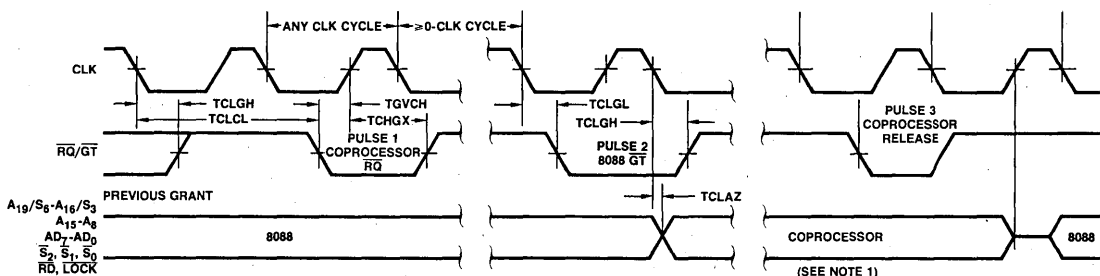 ANY CLK CYCLE
≥0-CLK CYCLE
CLK
TCLGH
TGVCH
TCLGL
TCLCL
TCHGX
TCLGH
RQ/GT
PULSE 1
COPROCESSOR
RQ
PULSE 2
8088 GT
PULSE 3
COPROCESSOR
RELEASE
PREVIOUS GRANT
TCLAZ
A19/S6-A16/S3
A15-A8
AD7-AD0
S2, S1, S0
RD, LOCK
8088
COPROCESSOR
8088
(SEE NOTE 1)